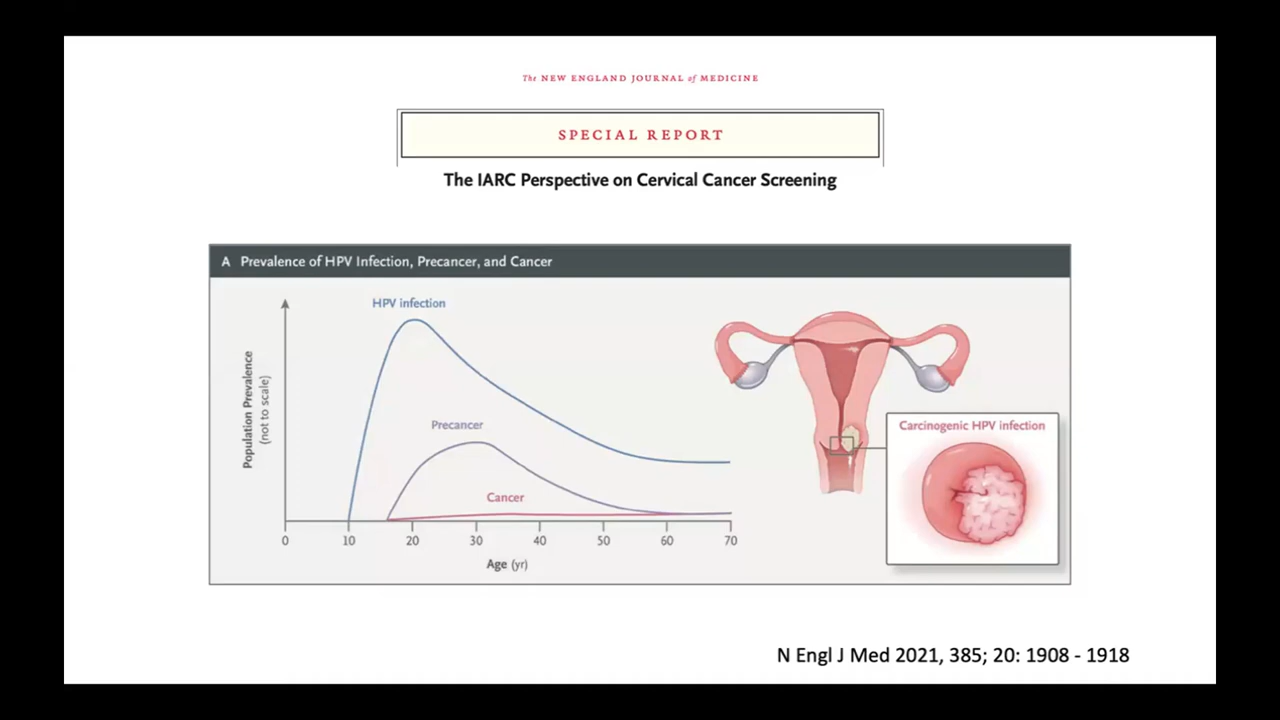 The NEW ENGLAND JOURNAL of MEDICINE
SPECIAL REPORT
The IARC Perspective on Cervical Cancer Screening
A Prevalence of HPV Infection, Precancer, and Cancer
HPV infection
Population Prevalence
(not to scale)
Precancer
Cancer
0 10 20 30 40 50 60 70
Age (yr)
Carcinogenic HPV infection
N Engl J Med 2021, 385; 20: 1908 - 1918